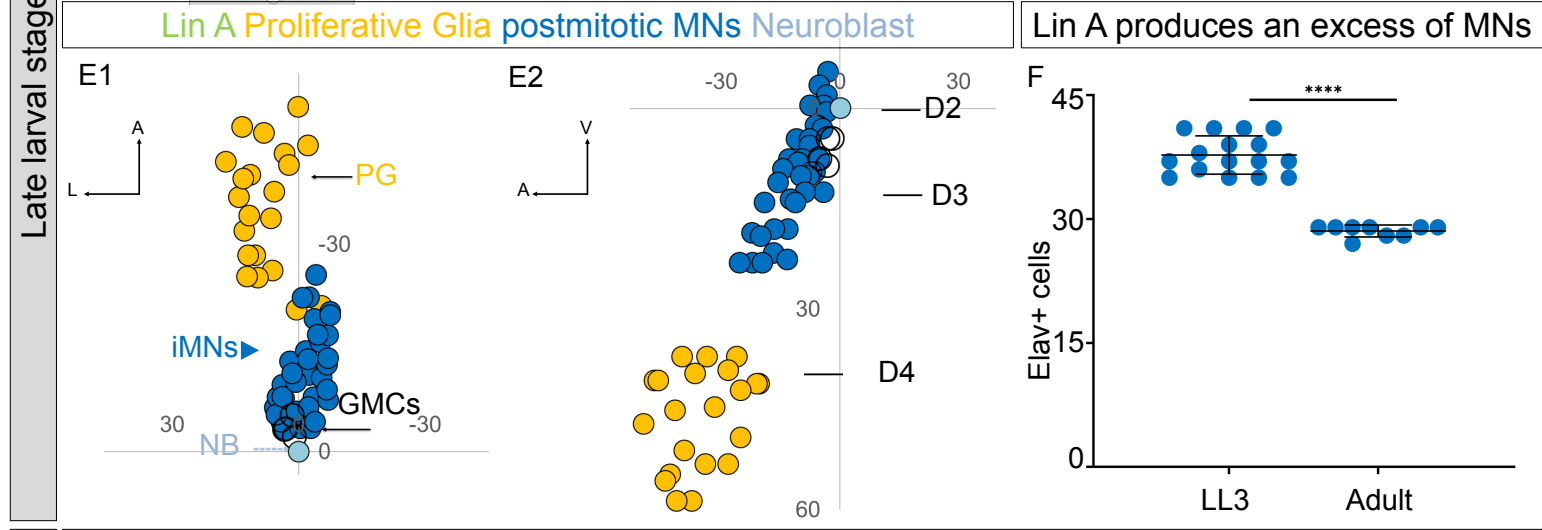 Late larval stage
Lin A Proliferative Glia postmitotic MNs Neuroblast
Lin A produces an excess of MNs
E1
A
L
PG
-30
iMNs
GMCs
30
-30
NB
0
E2
-30
0
30
V
A
D2
D3
30
D4
60
F
****
45
30
15
0
Elav+ cells
LL3
Adult